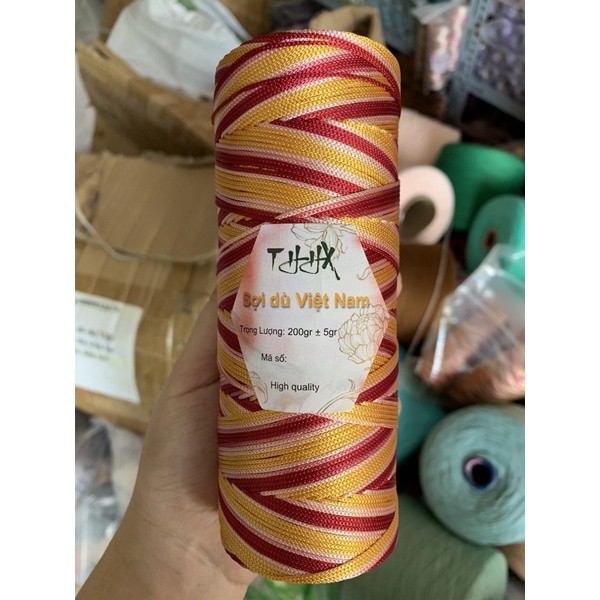 THHX
Sợi dù Việt Nam
Trọng Lượng: 200gr ± 5gr
Mã số:
High quality